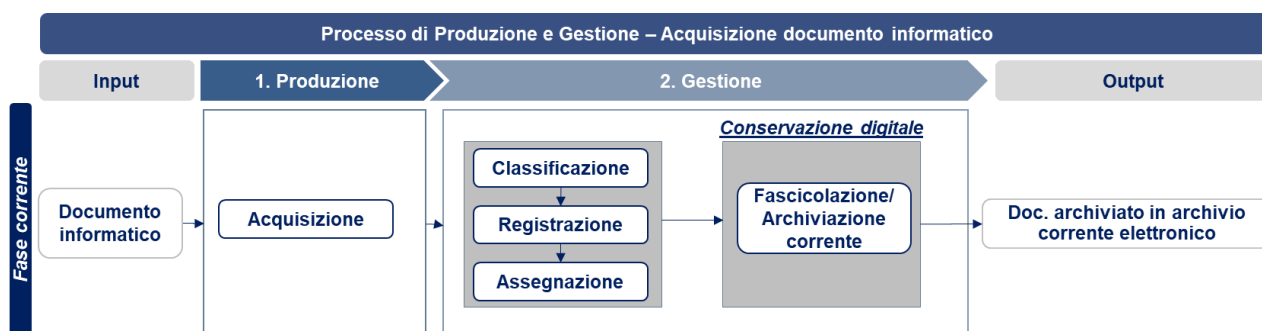 Processo di Produzione e Gestione – Acquisizione documento informatico
Input
1. Produzione
2. Gestione
Output
Fase corrente
Documento
informatico
Acquisizione
Classificazione
Registrazione
Assegnazione
Conservazione digitale
Fascicolazione/
Archiviazione
corrente
Doc. archiviato in archivio
corrente elettronico